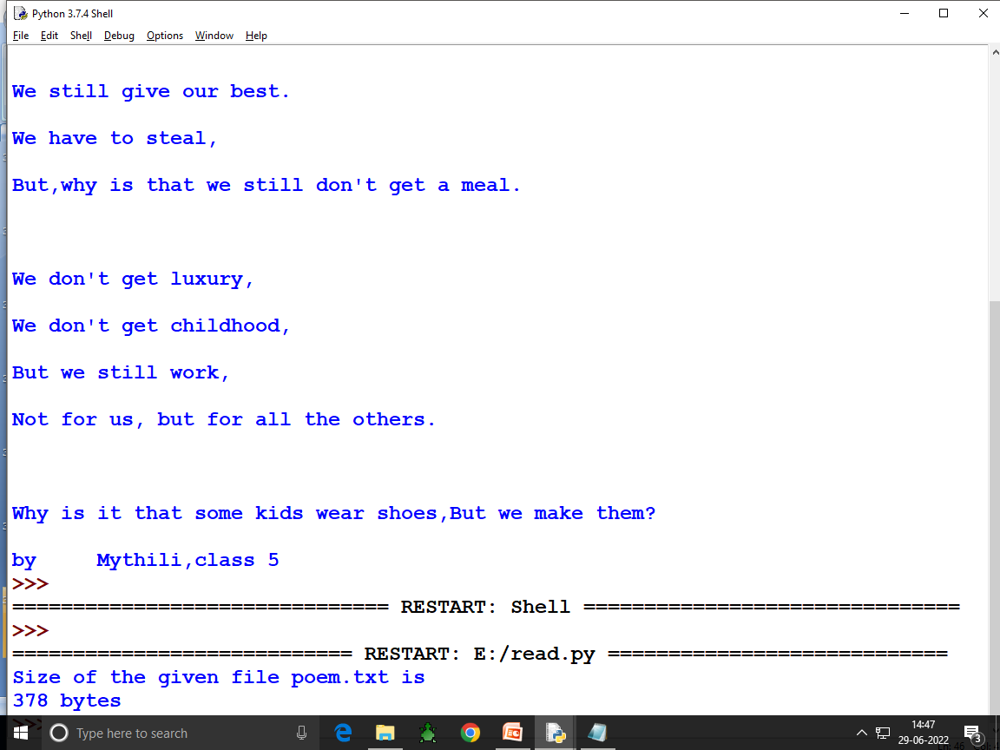 Python 3.7.4 Shell
File Edit Shell Debug Options Window Help
We still give our best.
We have to steal,
But,why is that we still don't get a meal.
We don't get luxury,
We don't get childhood,
But we still work,
Not for us, but for all the others.
Why is it that some kids wear shoes,But we make them?
by     Mythili,class 5
>>>
=============================== RESTART: Shell ===============================
>>>
============================ RESTART: E:/read.py ============================
Size of the given file poem.txt is
378 bytes
>>>
Type here to search
14:47
29-06-2022
3